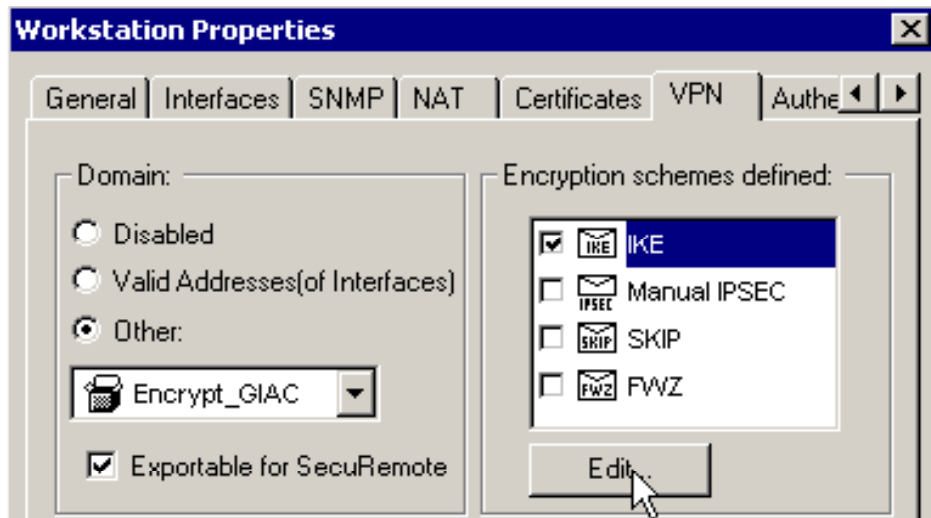 Workstation Properties
General Interfaces SNMP NAT Certificates VPN Authe
Domain:
Disabled
Valid Addresses(of Interfaces)
Other:
Encrypt_GIAC
Exportable for SecuRemote
Encryption schemes defined:
IKE IKE
IPSEC Manual IPSEC
SKIP SKIP
FWZ FWZ
Edit...